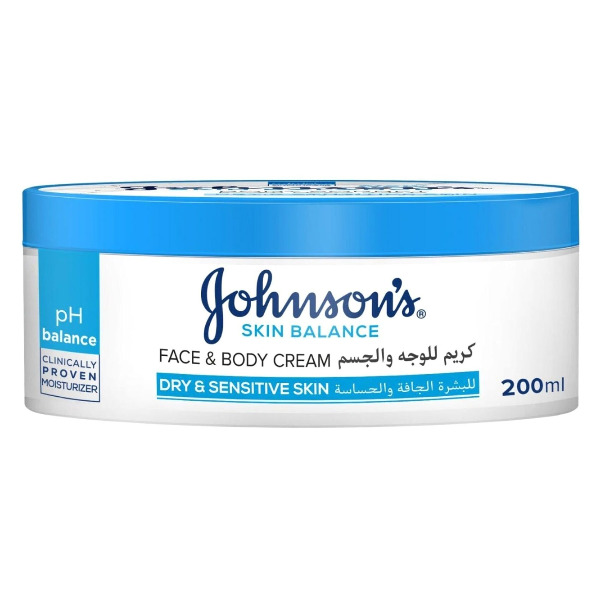 Johnson's®
SKIN BALANCE
FACE & BODY CREAM كريم للوجه والجسم
DRY & SENSITIVE SKIN للبشرة الجافة والحساسة
200ml
pH
balance
CLINICALLY
PROVEN
MOISTURIZER